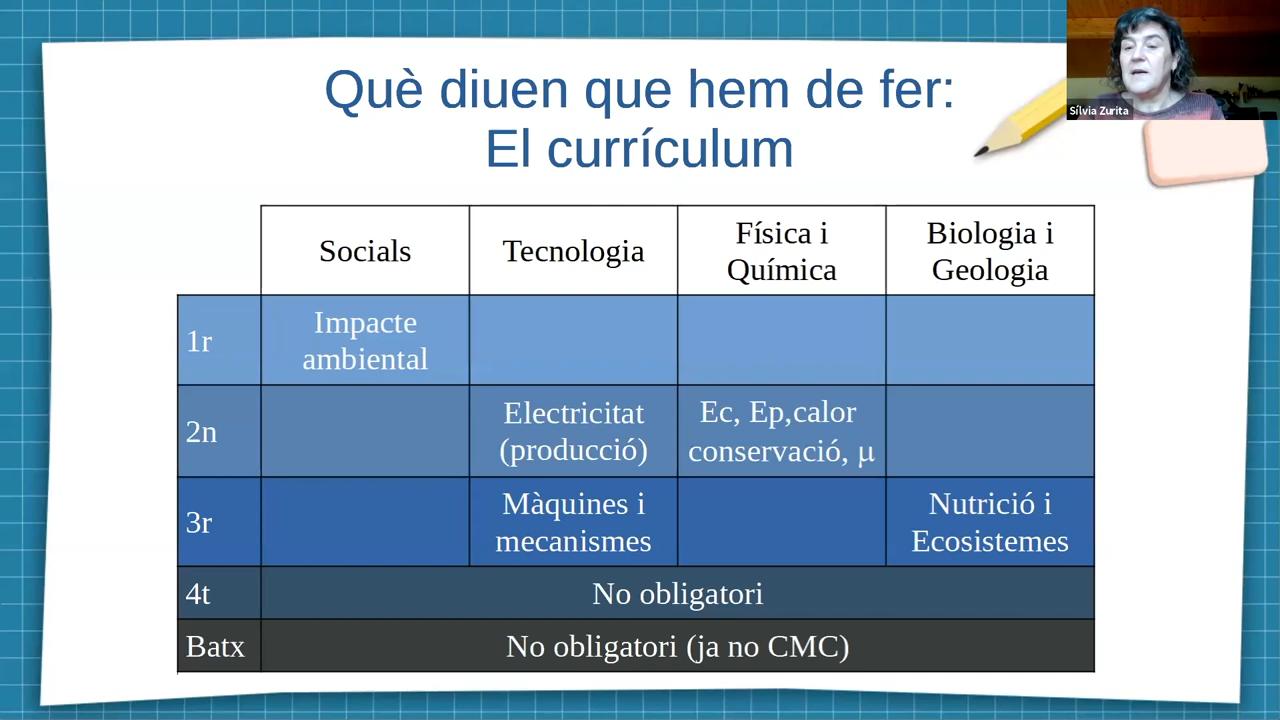 Què diuen que hem de fer:
El currículum
Sílvia Zurita
Socials
Tecnologia
Física i
Química
Biologia i
Geologia
1r
Impacte
ambiental
2n
Electricitat
(producció)
Ec, Ep,calor
conservació, μ
3r
Màquines i
mecanismes
Nutrició i
Ecosistemes
4t
No obligatori
Batx
No obligatori (ja no CMC)